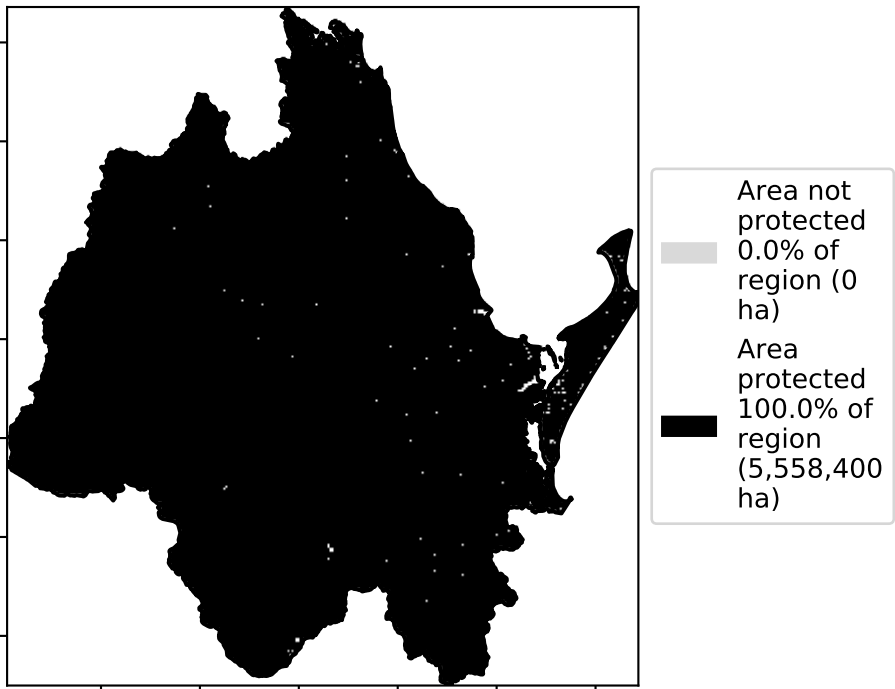 Area not
protected
0.0% of
region (0
ha)
Area
protected
100.0% of
region
(5,558,400
ha)